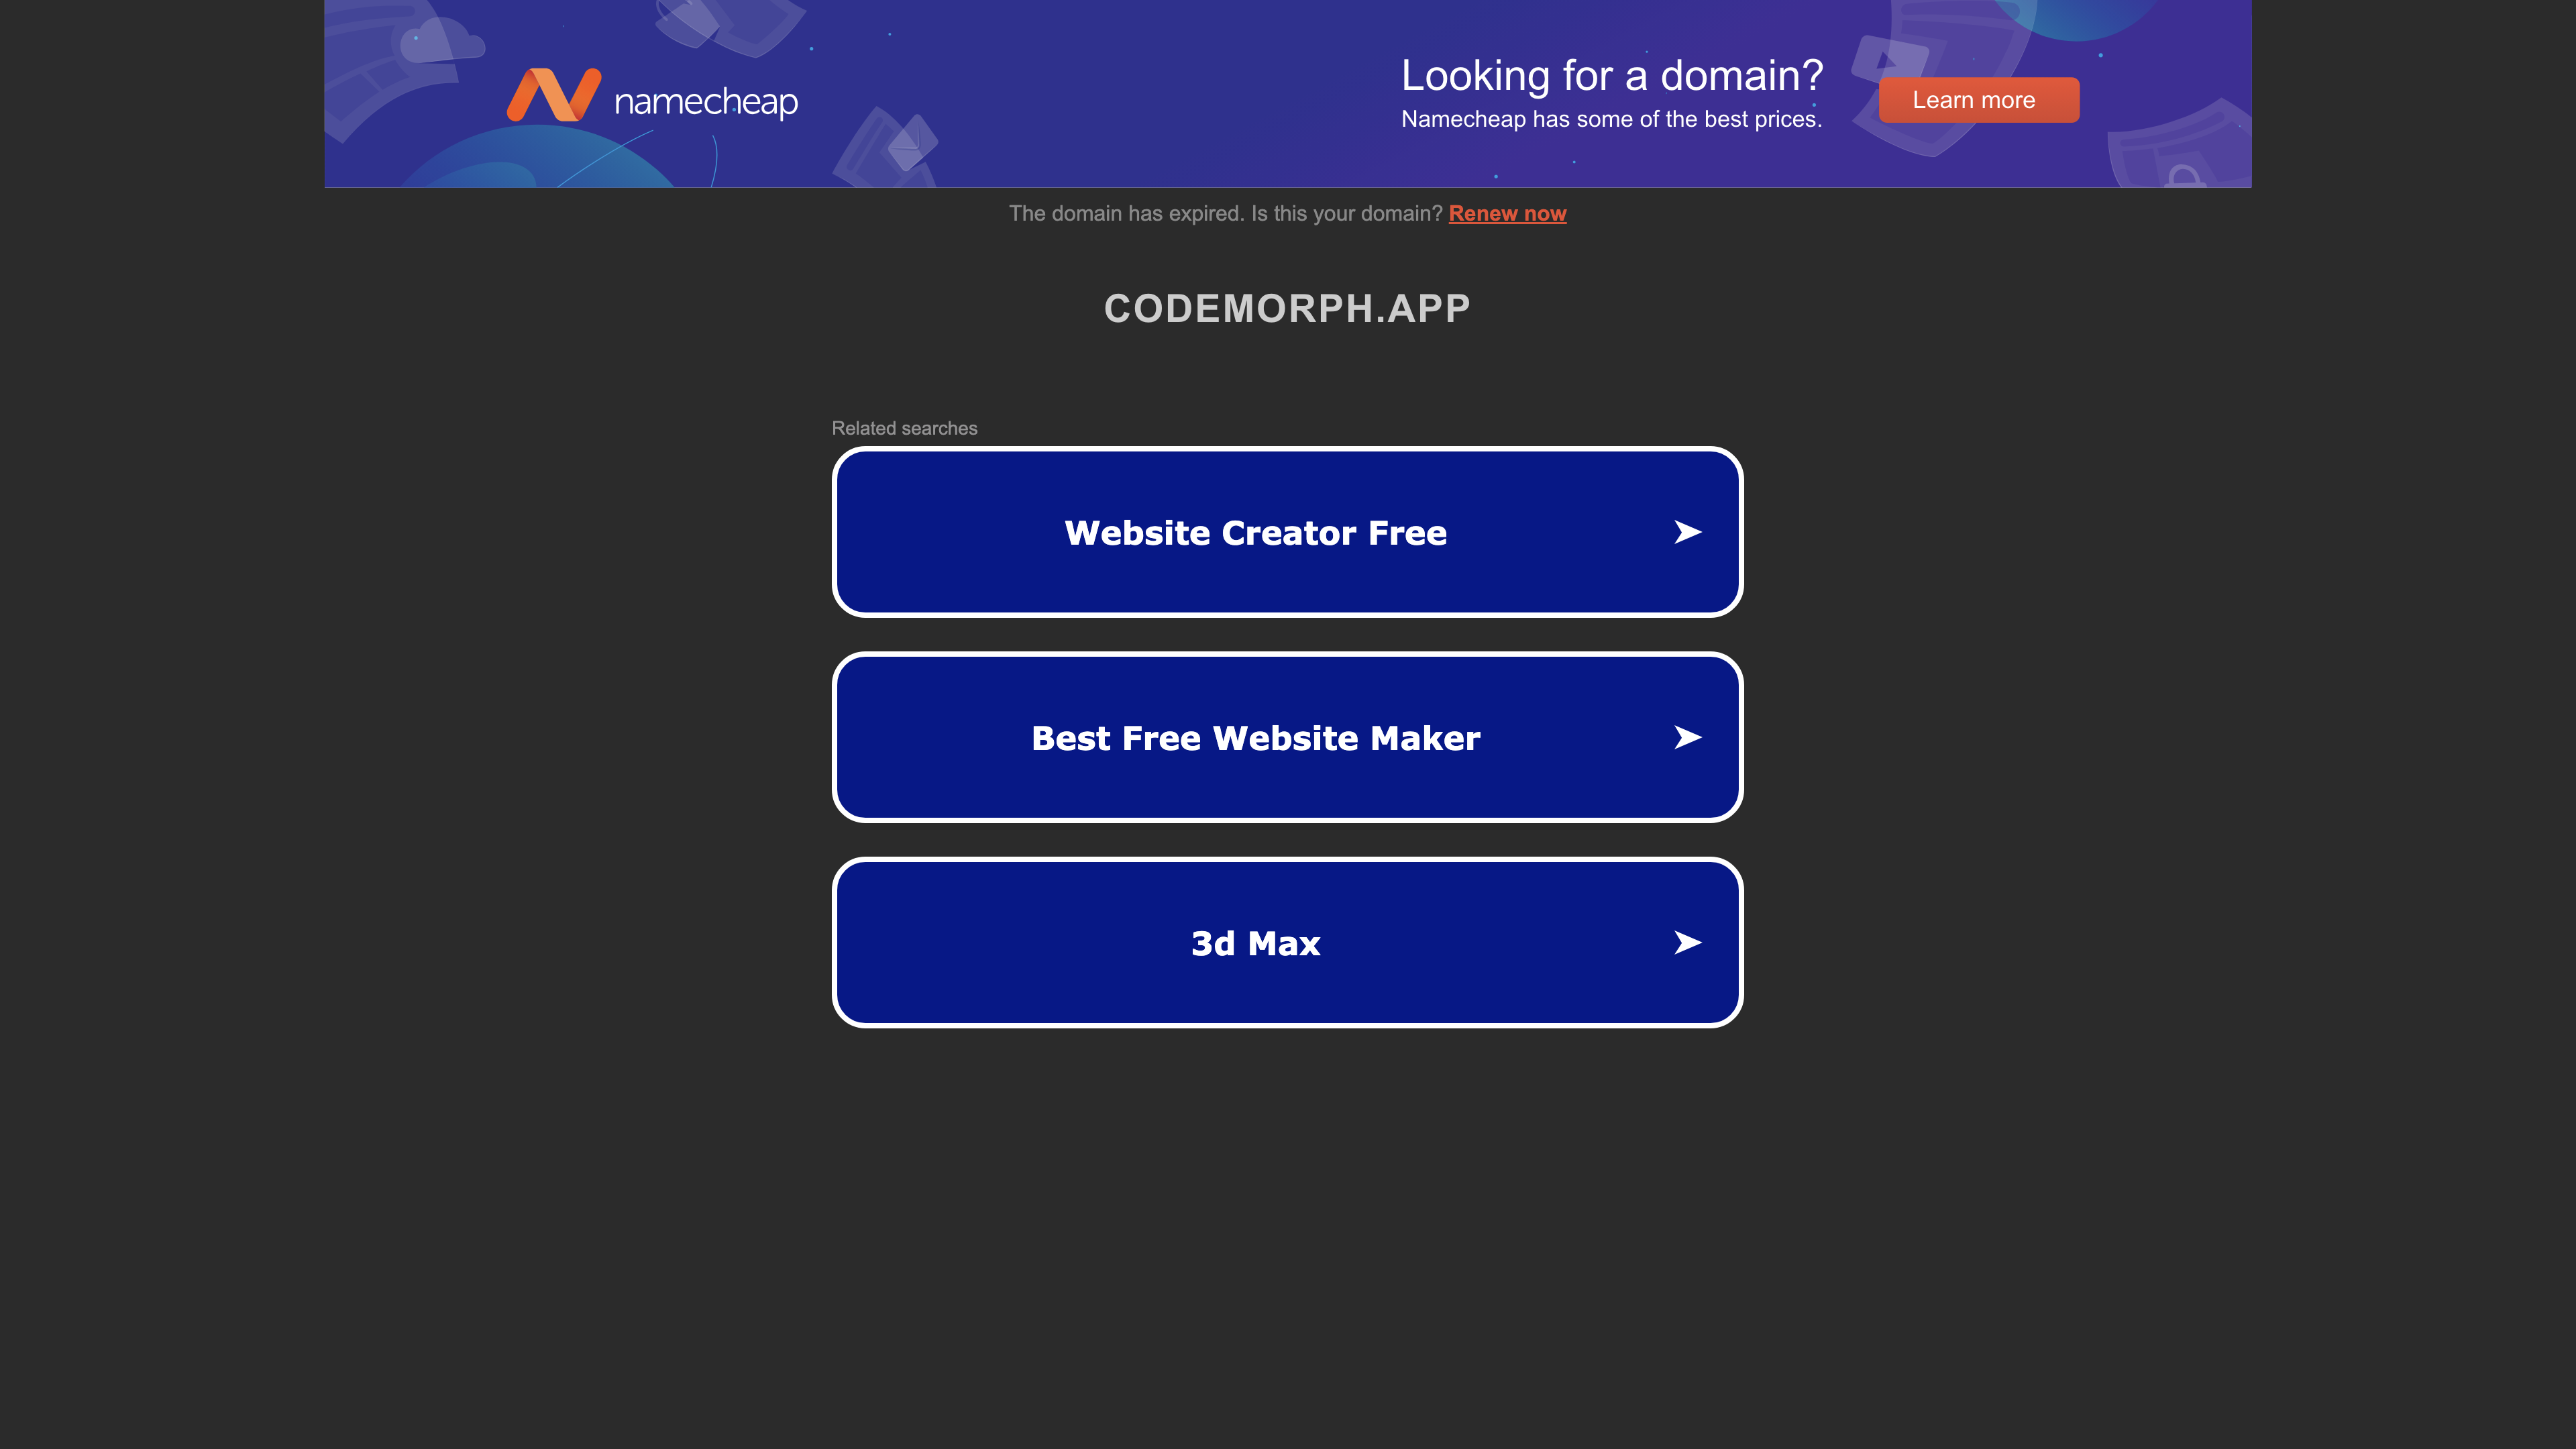 namecheap
Looking for a domain?
Namecheap has some of the best prices.
Learn more
The domain has expired. Is this your domain? Renew now
CODEMORPH.APP
Related searches
Website Creator Free
Best Free Website Maker
3d Max